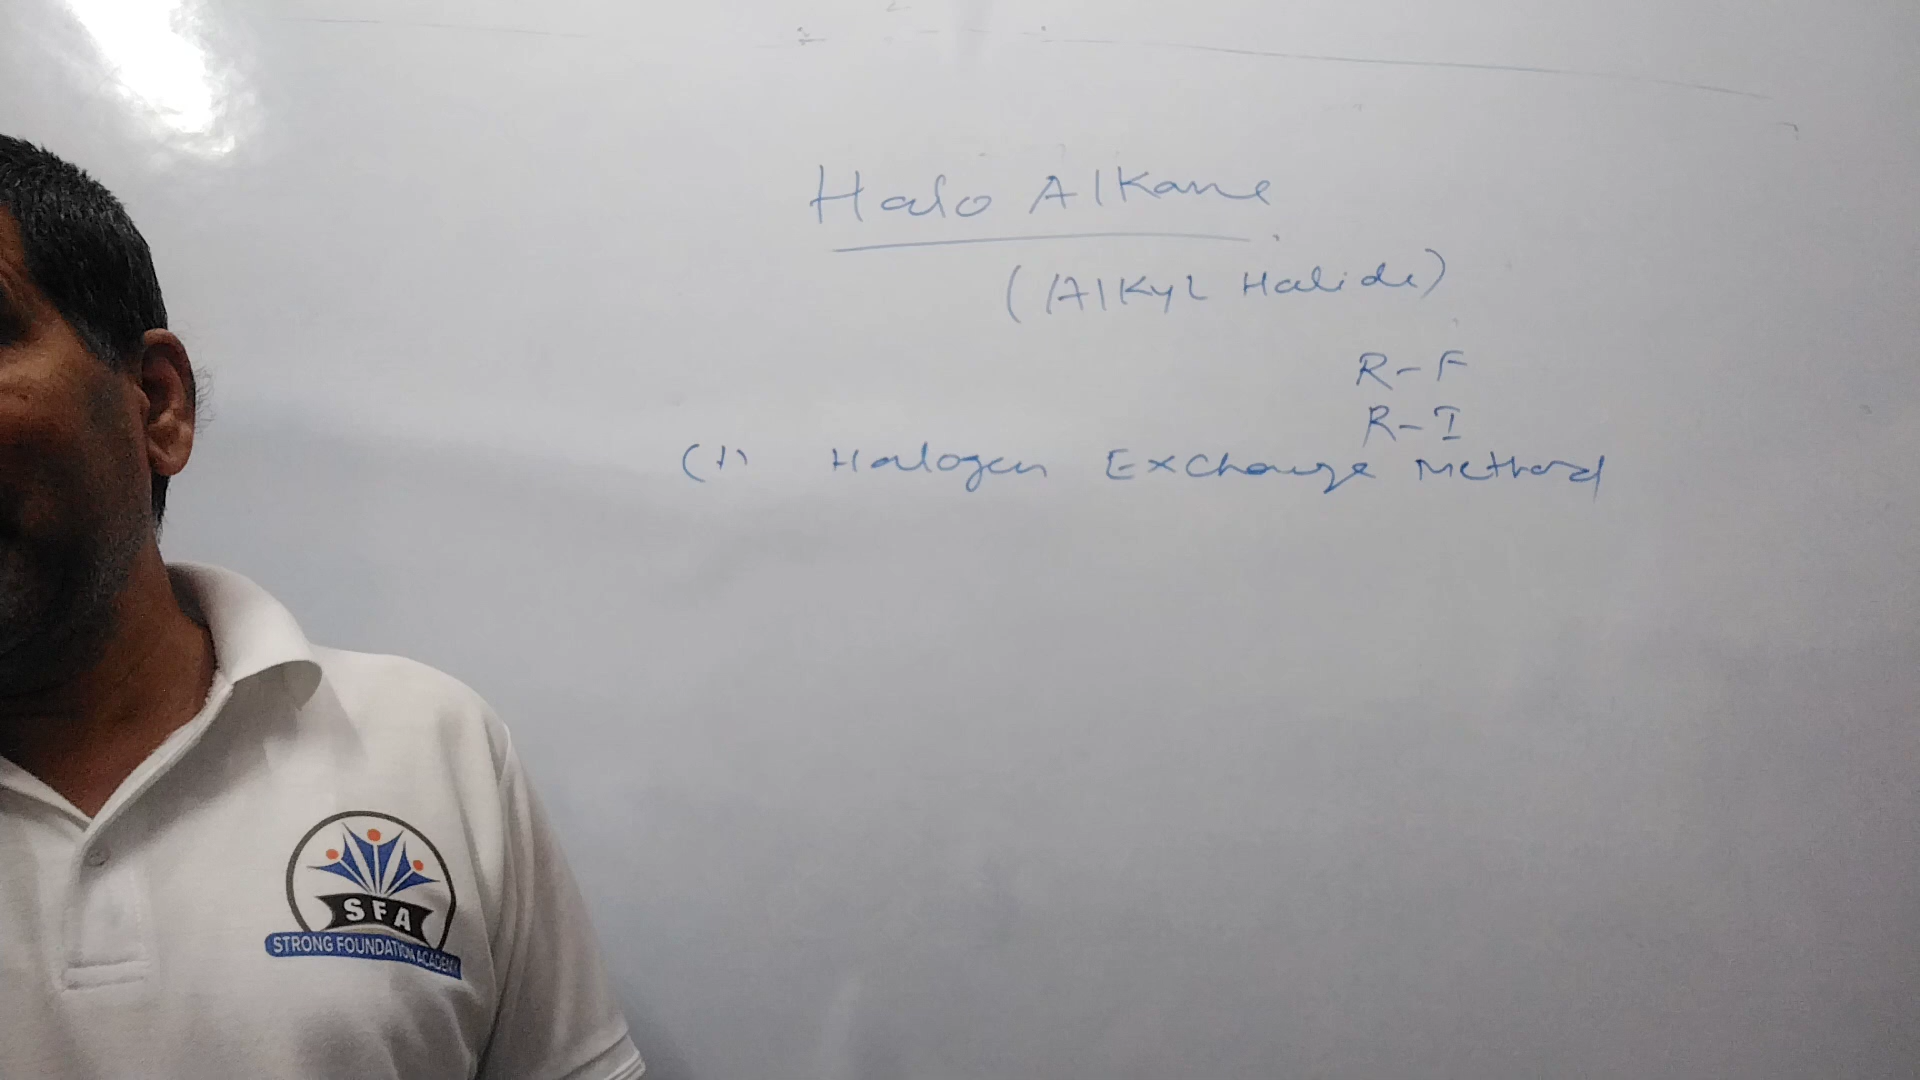 Halo Alkane
(Alkyl Halide)
R-F
R-I
(1) Halogen Exchange Method
SFA
STRONG FOUNDATION ACADEMY